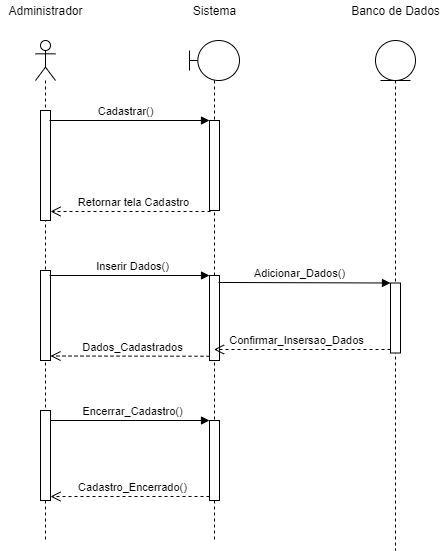 Administrador
Sistema
Banco de Dados
Cadastrar()
Retornar tela Cadastro
Inserir Dados()
Adicionar_Dados()
Confirmar_Insersao_Dados
Dados_Cadastrados
Encerrar_Cadastro()
Cadastro_Encerrado()